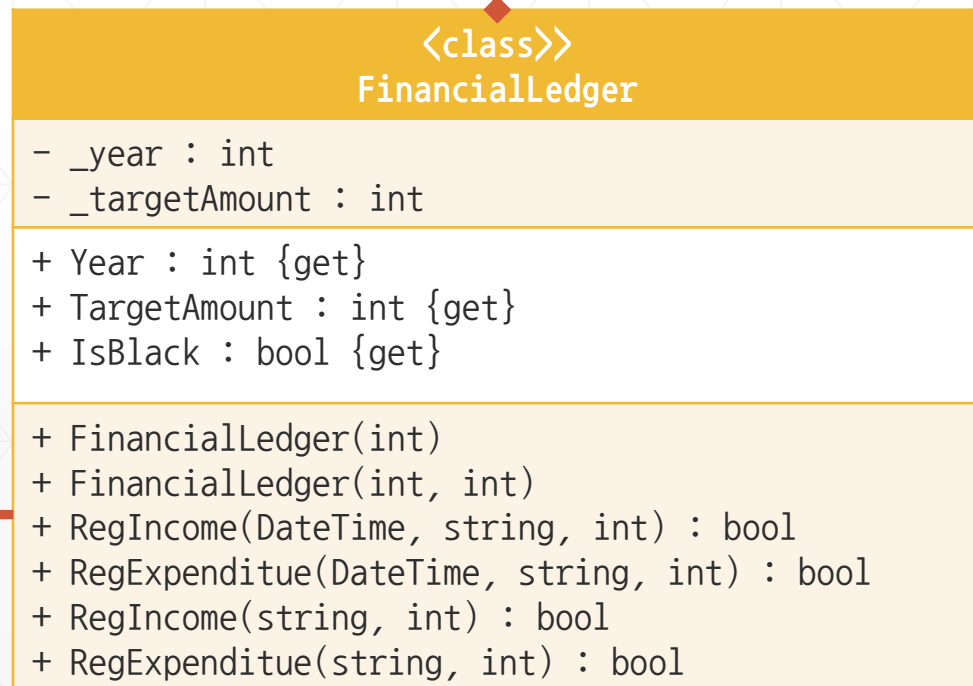 <class>>
FinancialLedger
- _year : int
- _targetAmount : int
+ Year : int {get}
+ TargetAmount : int {get}
+ IsBlack : bool {get}
+ FinancialLedger(int)
+ FinancialLedger(int, int)
+ RegIncome(DateTime, string, int) : bool
+ RegExpenditue(DateTime, string, int) : bool
+ RegIncome(string, int) : bool
+ RegExpenditue(string, int) : bool